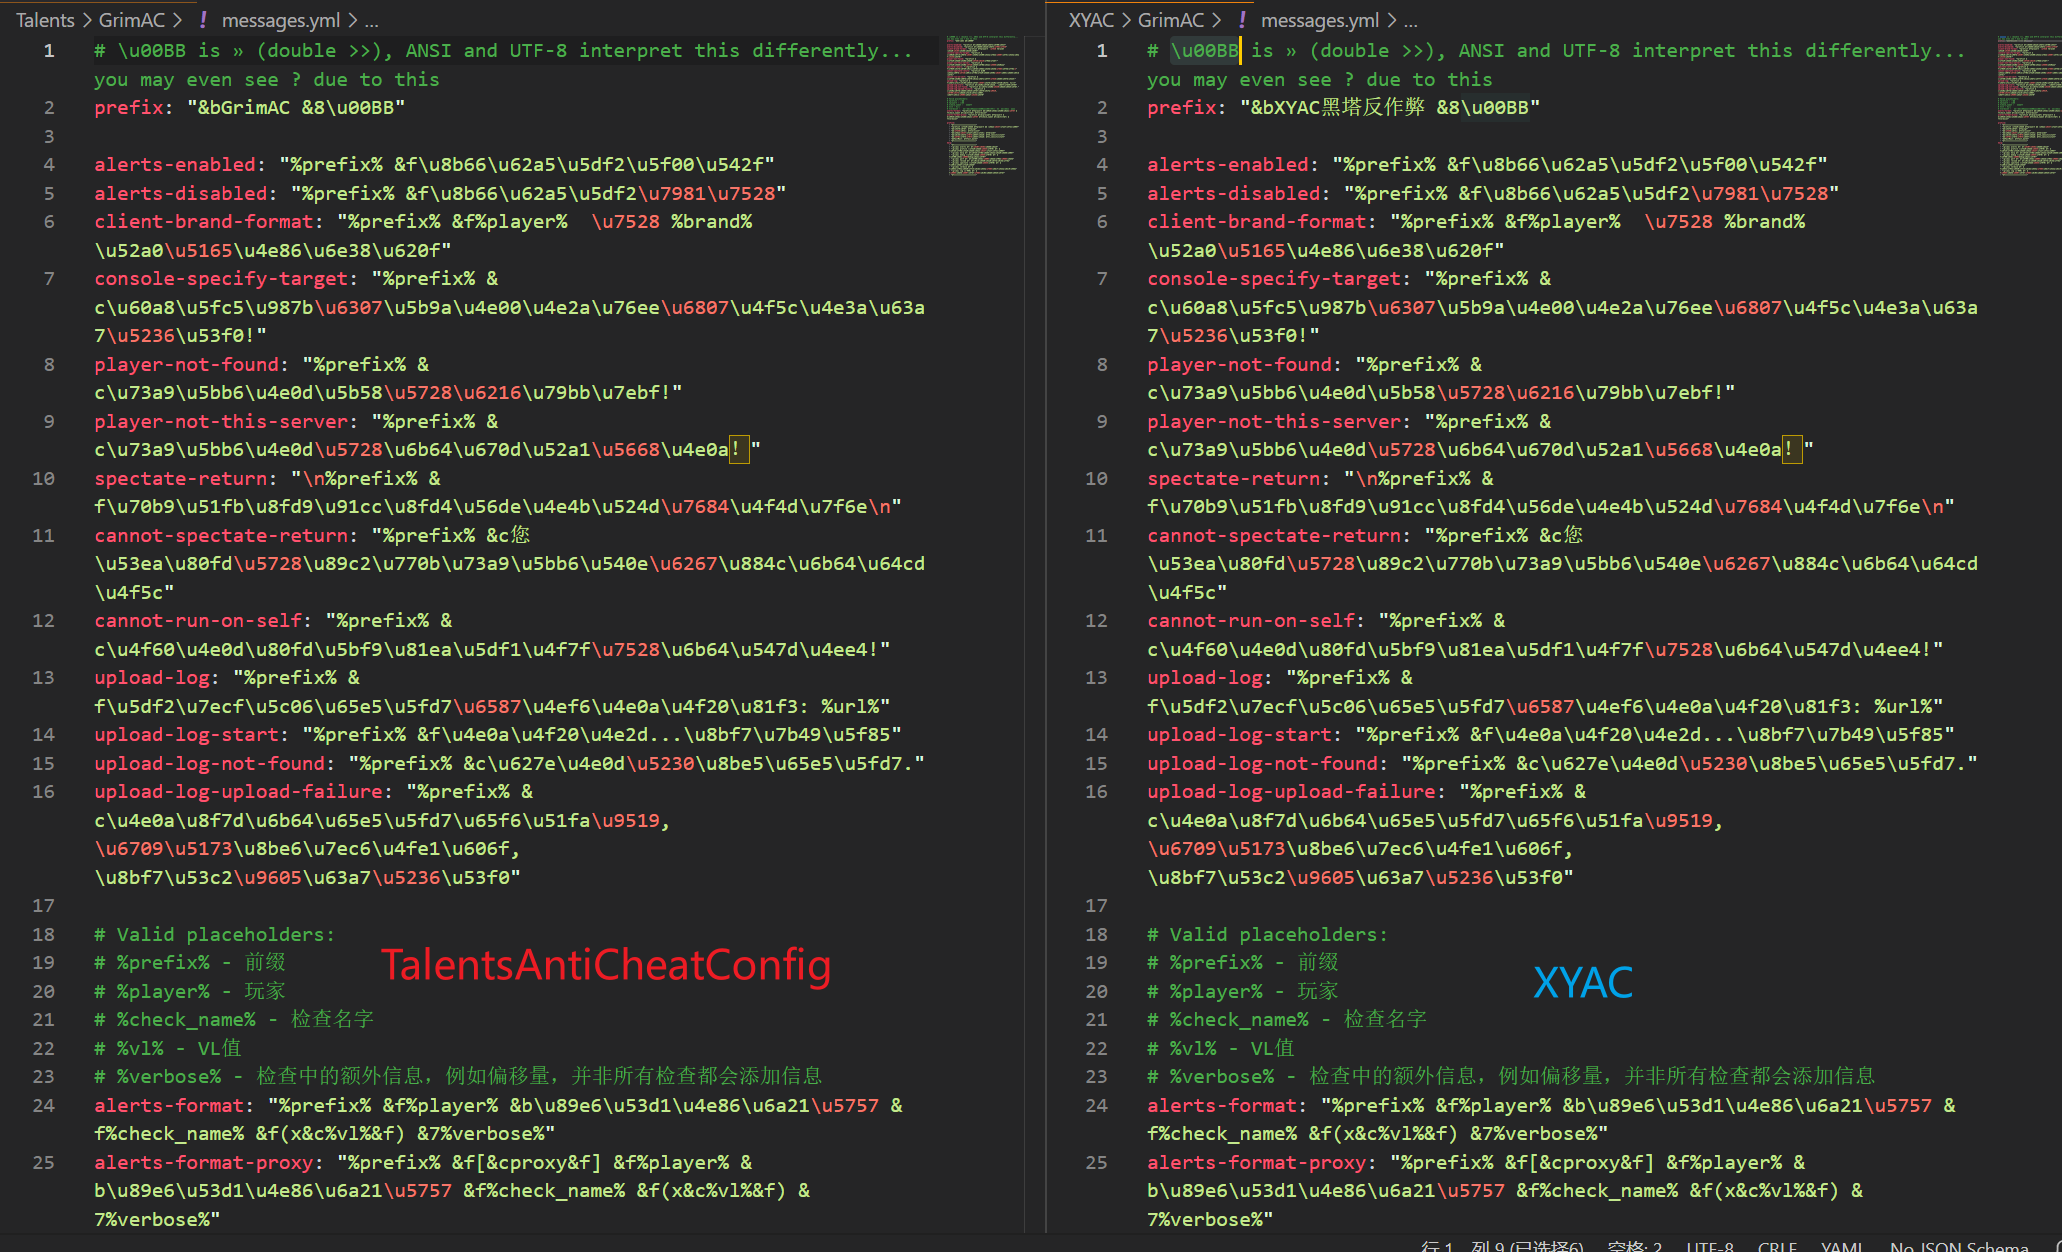 Talents > GrimAC > ! messages.yml > ...
1 # \u00BB is » (double >>), ANSI and UTF-8 interpret this differently...
you may even see ? due to this
2 prefix: "&bGrimAC &8\u00BB"
3
4 alerts-enabled: "%prefix% &f\u8b66\u62a5\u5df2\u5f00\u542f"
5 alerts-disabled: "%prefix% &f\u8b66\u62a5\u5df2\u7981\u7528"
6 client-brand-format: "%prefix% &f%player%  \u7528 %brand%
\u52a0\u5165\u4e86\u6e38\u620f"
7 console-specify-target: "%prefix% &
c\u60a8\u5fc5\u987b\u6307\u5b9a\u4e00\u4e2a\u76ee\u6807\u4f5c\u4e3a\u63a
7\u5236\u53f0!"
8 player-not-found: "%prefix% &
c\u73a9\u5bb6\u4e0d\u5b58\u5728\u6216\u79bb\u7ebf!"
9 player-not-this-server: "%prefix% &
c\u73a9\u5bb6\u4e0d\u5728\u6b64\u670d\u52a1\u5668\u4e0a！"
10 spectate-return: "\n%prefix% &
f\u70b9\u51fb\u8fd9\u91cc\u8fd4\u56de\u4e4b\u524d\u7684\u4f4d\u7f6e\n"
11 cannot-spectate-return: "%prefix% &c您
\u53ea\u80fd\u5728\u89c2\u770b\u73a9\u5bb6\u540e\u6267\u884c\u6b64\u64cd
\u4f5c"
12 cannot-run-on-self: "%prefix% &
c\u4f60\u4e0d\u80fd\u5bf9\u81ea\u5df1\u4f7f\u7528\u6b64\u547d\u4ee4!"
13 upload-log: "%prefix% &
f\u5df2\u7ecf\u5c06\u65e5\u5fd7\u6587\u4ef6\u4e0a\u4f20\u81f3: %url%"
14 upload-log-start: "%prefix% &f\u4e0a\u4f20\u4e2d...\u8bf7\u7b49\u5f85"
15 upload-log-not-found: "%prefix% &c\u627e\u4e0d\u5230\u8be5\u65e5\u5fd7."
16 upload-log-upload-failure: "%prefix% &
c\u4e0a\u8f7d\u6b64\u65e5\u5fd7\u65f6\u51fa\u9519,
\u6709\u5173\u8be6\u7ec6\u4fe1\u606f,
\u8bf7\u53c2\u9605\u63a7\u5236\u53f0"
17
18 # Valid placeholders:
19 # %prefix% - 前缀
20 # %player% - 玩家
21 # %check_name% - 检查名字
22 # %vl% - VL值
23 # %verbose% - 检查中的额外信息，例如偏移量，并非所有检查都会添加信息
24 alerts-format: "%prefix% &f%player% &b\u89e6\u53d1\u4e86\u6a21\u5757 &
f%check_name% &f(x&c%vl%&f) &7%verbose%"
25 alerts-format-proxy: "%prefix% &f[&cproxy&f] &f%player% &
b\u89e6\u53d1\u4e86\u6a21\u5757 &f%check_name% &f(x&c%vl%&f) &
7%verbose%"
TalentsAntiCheatConfig
XYAC > GrimAC > ! messages.yml > ...
1 # \u00BB is » (double >>), ANSI and UTF-8 interpret this differently...
you may even see ? due to this
2 prefix: "&bXYAC黑塔反作弊 &8\u00BB"
3
4 alerts-enabled: "%prefix% &f\u8b66\u62a5\u5df2\u5f00\u542f"
5 alerts-disabled: "%prefix% &f\u8b66\u62a5\u5df2\u7981\u7528"
6 client-brand-format: "%prefix% &f%player%  \u7528 %brand%
\u52a0\u5165\u4e86\u6e38\u620f"
7 console-specify-target: "%prefix% &
c\u60a8\u5fc5\u987b\u6307\u5b9a\u4e00\u4e2a\u76ee\u6807\u4f5c\u4e3a\u63a
7\u5236\u53f0!"
8 player-not-found: "%prefix% &
c\u73a9\u5bb6\u4e0d\u5b58\u5728\u6216\u79bb\u7ebf!"
9 player-not-this-server: "%prefix% &
c\u73a9\u5bb6\u4e0d\u5728\u6b64\u670d\u52a1\u5668\u4e0a！"
10 spectate-return: "\n%prefix% &
f\u70b9\u51fb\u8fd9\u91cc\u8fd4\u56de\u4e4b\u524d\u7684\u4f4d\u7f6e\n"
11 cannot-spectate-return: "%prefix% &c您
\u53ea\u80fd\u5728\u89c2\u770b\u73a9\u5bb6\u540e\u6267\u884c\u6b64\u64cd
\u4f5c"
12 cannot-run-on-self: "%prefix% &
c\u4f60\u4e0d\u80fd\u5bf9\u81ea\u5df1\u4f7f\u7528\u6b64\u547d\u4ee4!"
13 upload-log: "%prefix% &
f\u5df2\u7ecf\u5c06\u65e5\u5fd7\u6587\u4ef6\u4e0a\u4f20\u81f3: %url%"
14 upload-log-start: "%prefix% &f\u4e0a\u4f20\u4e2d...\u8bf7\u7b49\u5f85"
15 upload-log-not-found: "%prefix% &c\u627e\u4e0d\u5230\u8be5\u65e5\u5fd7."
16 upload-log-upload-failure: "%prefix% &
c\u4e0a\u8f7d\u6b64\u65e5\u5fd7\u65f6\u51fa\u9519,
\u6709\u5173\u8be6\u7ec6\u4fe1\u606f,
\u8bf7\u53c2\u9605\u63a7\u5236\u53f0"
17
18 # Valid placeholders:
19 # %prefix% - 前缀
20 # %player% - 玩家
21 # %check_name% - 检查名字
22 # %vl% - VL值
23 # %verbose% - 检查中的额外信息，例如偏移量，并非所有检查都会添加信息
24 alerts-format: "%prefix% &f%player% &b\u89e6\u53d1\u4e86\u6a21\u5757 &
f%check_name% &f(x&c%vl%&f) &7%verbose%"
25 alerts-format-proxy: "%prefix% &f[&cproxy&f] &f%player% &
b\u89e6\u53d1\u4e86\u6a21\u5757 &f%check_name% &f(x&c%vl%&f) &
7%verbose%"
XYAC
行 1，列 9 (已选择6) 空格: 2 UTF-8 CRLF YAML No JSON Schema